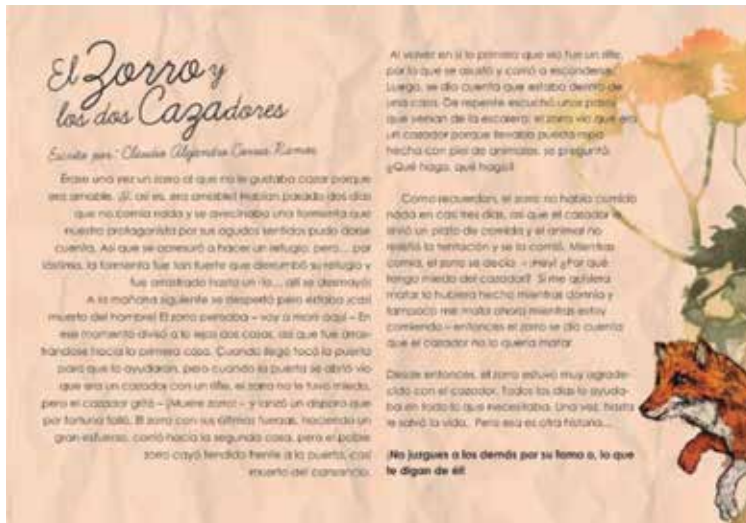 El Zorro y
los dos Cazadores
Escrito por: Claudio Alejandro Correa Ramos
Érase una vez un zorro al que no le gustaba cazar porque
era amable. ¡Sí, así es, era amable! Habían pasado dos días
que no comía nada y se avecinaba una tormenta que
nuestro protagonista por sus agudos sentidos pudo darse
cuenta. Así que se apresuró a hacer un refugio, pero... por
lástima, la tormenta fue tan fuerte que derrumbó su refugio y
fue arrastrado hasta un río... allí se desmayó.
A la mañana siguiente se despertó pero estaba ¡casi
muerto del hambre! El zorro pensaba – voy a morir aquí – En
ese momento divisó a lo lejos dos casas, así que fue arras-
trándose hacia la primera casa. Cuando llegó tocó la puerta
para que lo ayudaran, pero cuando la puerta se abrió vio
que era un cazador con un rifle, el zorro no le tuvo miedo,
pero el cazador gritó – ¡Muere zorro! – y lanzó un disparo que
por fortuna falló. El zorro con sus últimas fuerzas, haciendo un
gran esfuerzo, corrió hacia la segunda casa, pero el pobre
zorro cayó tendido frente a la puerta, casi
muerto del cansancio.
Al volver en sí lo primero que vio fue un rifle,
por lo que se asustó y corrió a esconderse.
Luego, se dio cuenta que estaba dentro de
una casa. De repente escuchó unos pasos
que venían de la escalera; el zorro vio que era
un cazador porque llevaba puesta ropa
hecha con piel de animales, se preguntó:
¿Qué hago, qué hago?
Como recuerdan, el zorro no había comido
nada en casi tres días, así que el cazador le
sirvió un plato de comida y el animal no
resistió la tentación y se la comió. Mientras
comía, el zorro se decía – ¡Hey! ¿Por qué
tengo miedo del cazador? Si me quisiera
matar lo hubiera hecho mientras dormía y
tampoco me mata ahora mientras estoy
comiendo – entonces el zorro se dio cuenta
que el cazador no lo quería matar.
Desde entonces, el zorro estuvo muy agrade-
cido con el cazador. Todos los días lo ayuda-
ba en todo lo que necesitaba. Una vez, hasta
le salvó la vida. Pero esa es otra historia...
¡No juzgues a los demás por su fama o, lo que
te digan de él!